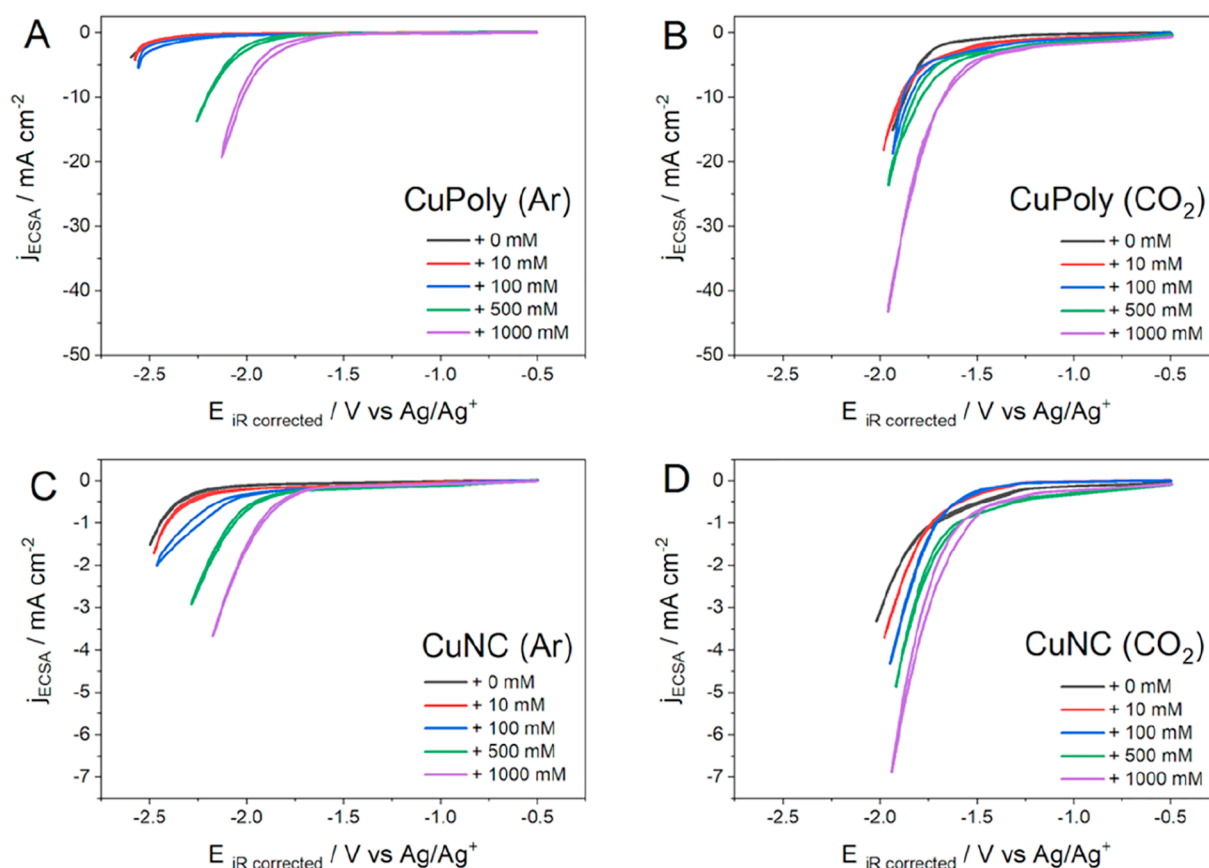 A
0
-10
-20
-30
-40
-50
j_ECSA / mA cm⁻²
CuPoly (Ar)
+ 0 mM
+ 10 mM
+ 100 mM
+ 500 mM
+ 1000 mM
-2.5 -2.0 -1.5 -1.0 -0.5
E iR corrected / V vs Ag/Ag⁺
B
0
-10
-20
-30
-40
-50
j_ECSA / mA cm⁻²
CuPoly (CO₂)
+ 0 mM
+ 10 mM
+ 100 mM
+ 500 mM
+ 1000 mM
-2.5 -2.0 -1.5 -1.0 -0.5
E iR corrected / V vs Ag/Ag⁺
C
0
-1
-2
-3
-4
-5
-6
-7
j_ECSA / mA cm⁻²
CuNC (Ar)
+ 0 mM
+ 10 mM
+ 100 mM
+ 500 mM
+ 1000 mM
-2.5 -2.0 -1.5 -1.0 -0.5
E iR corrected / V vs Ag/Ag⁺
D
0
-1
-2
-3
-4
-5
-6
-7
j_ECSA / mA cm⁻²
CuNC (CO₂)
+ 0 mM
+ 10 mM
+ 100 mM
+ 500 mM
+ 1000 mM
-2.5 -2.0 -1.5 -1.0 -0.5
E iR corrected / V vs Ag/Ag⁺